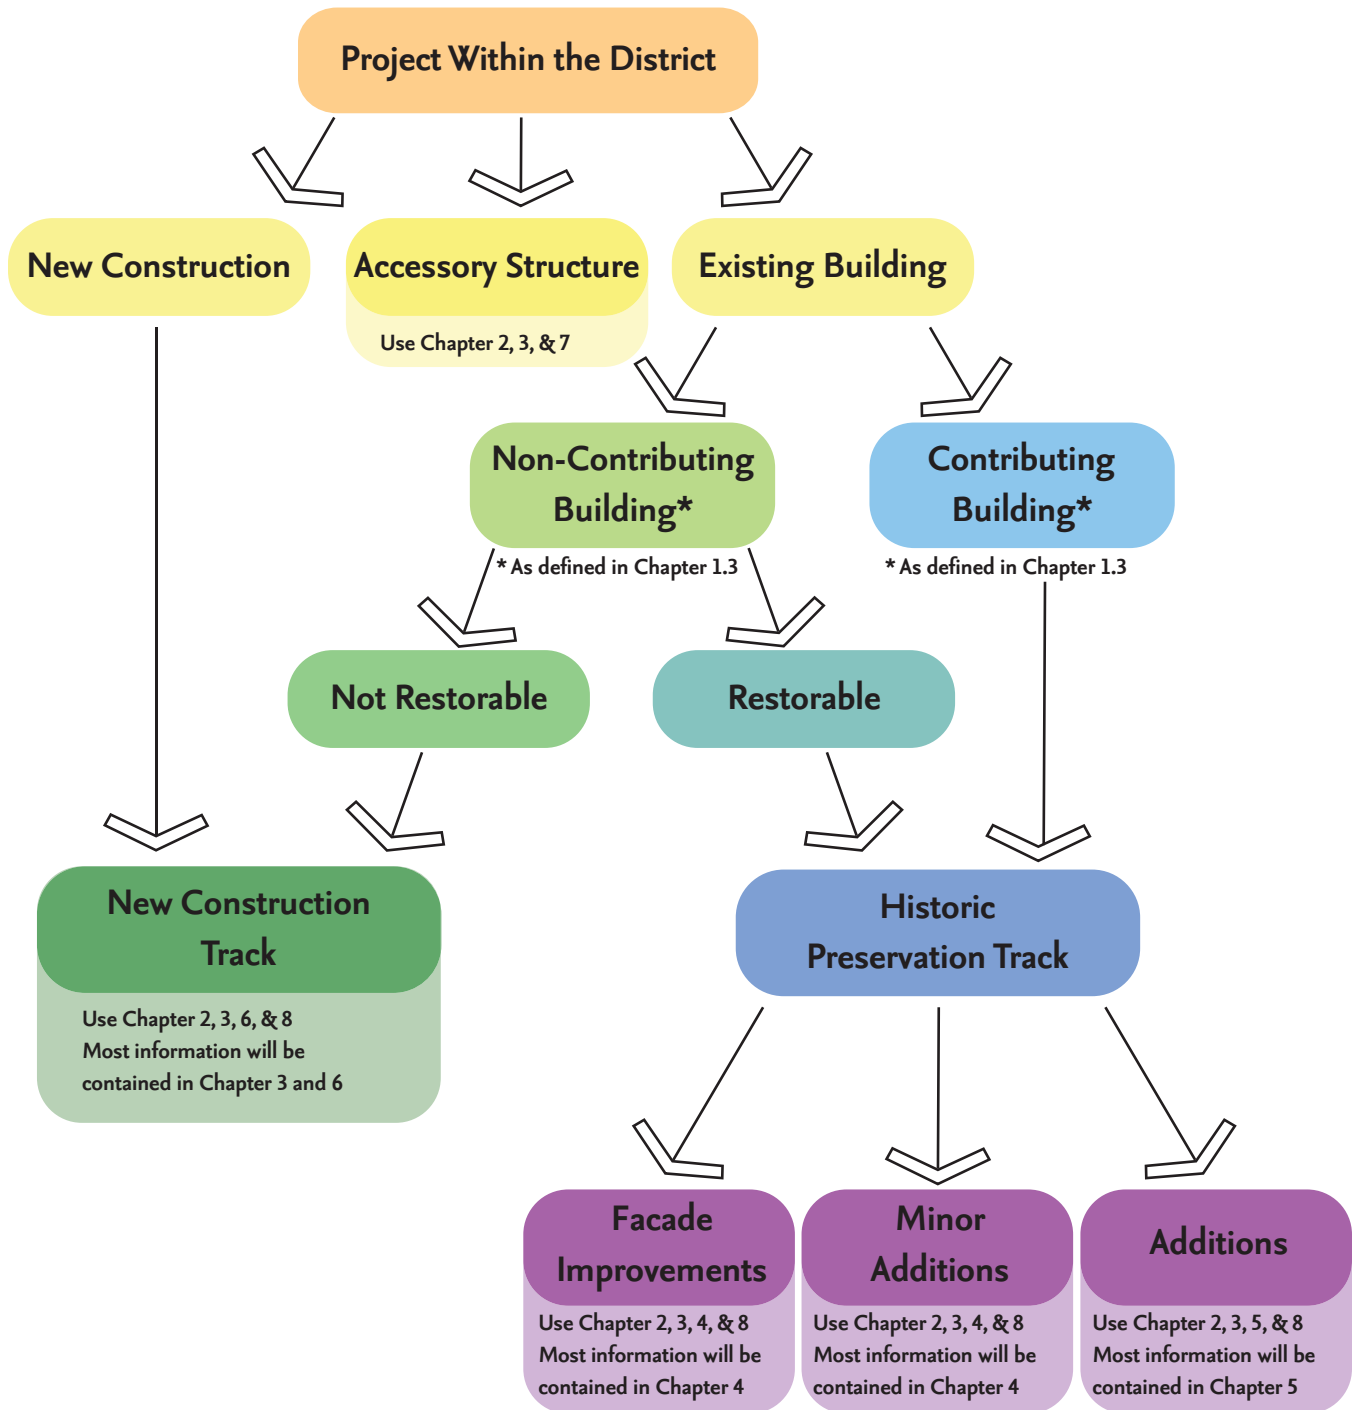 Project Within the District
New Construction
Accessory Structure
Use Chapter 2, 3, & 7
Existing Building
Non-Contributing
Building*
* As defined in Chapter 1.3
Contributing
Building*
* As defined in Chapter 1.3
Not Restorable
Restorable
New Construction
Track
Use Chapter 2, 3, 6, & 8
Most information will be
contained in Chapter 3 and 6
Historic
Preservation Track
Facade
Improvements
Use Chapter 2, 3, 4, & 8
Most information will be
contained in Chapter 4
Minor
Additions
Use Chapter 2, 3, 4, & 8
Most information will be
contained in Chapter 4
Additions
Use Chapter 2, 3, 5, & 8
Most information will be
contained in Chapter 5